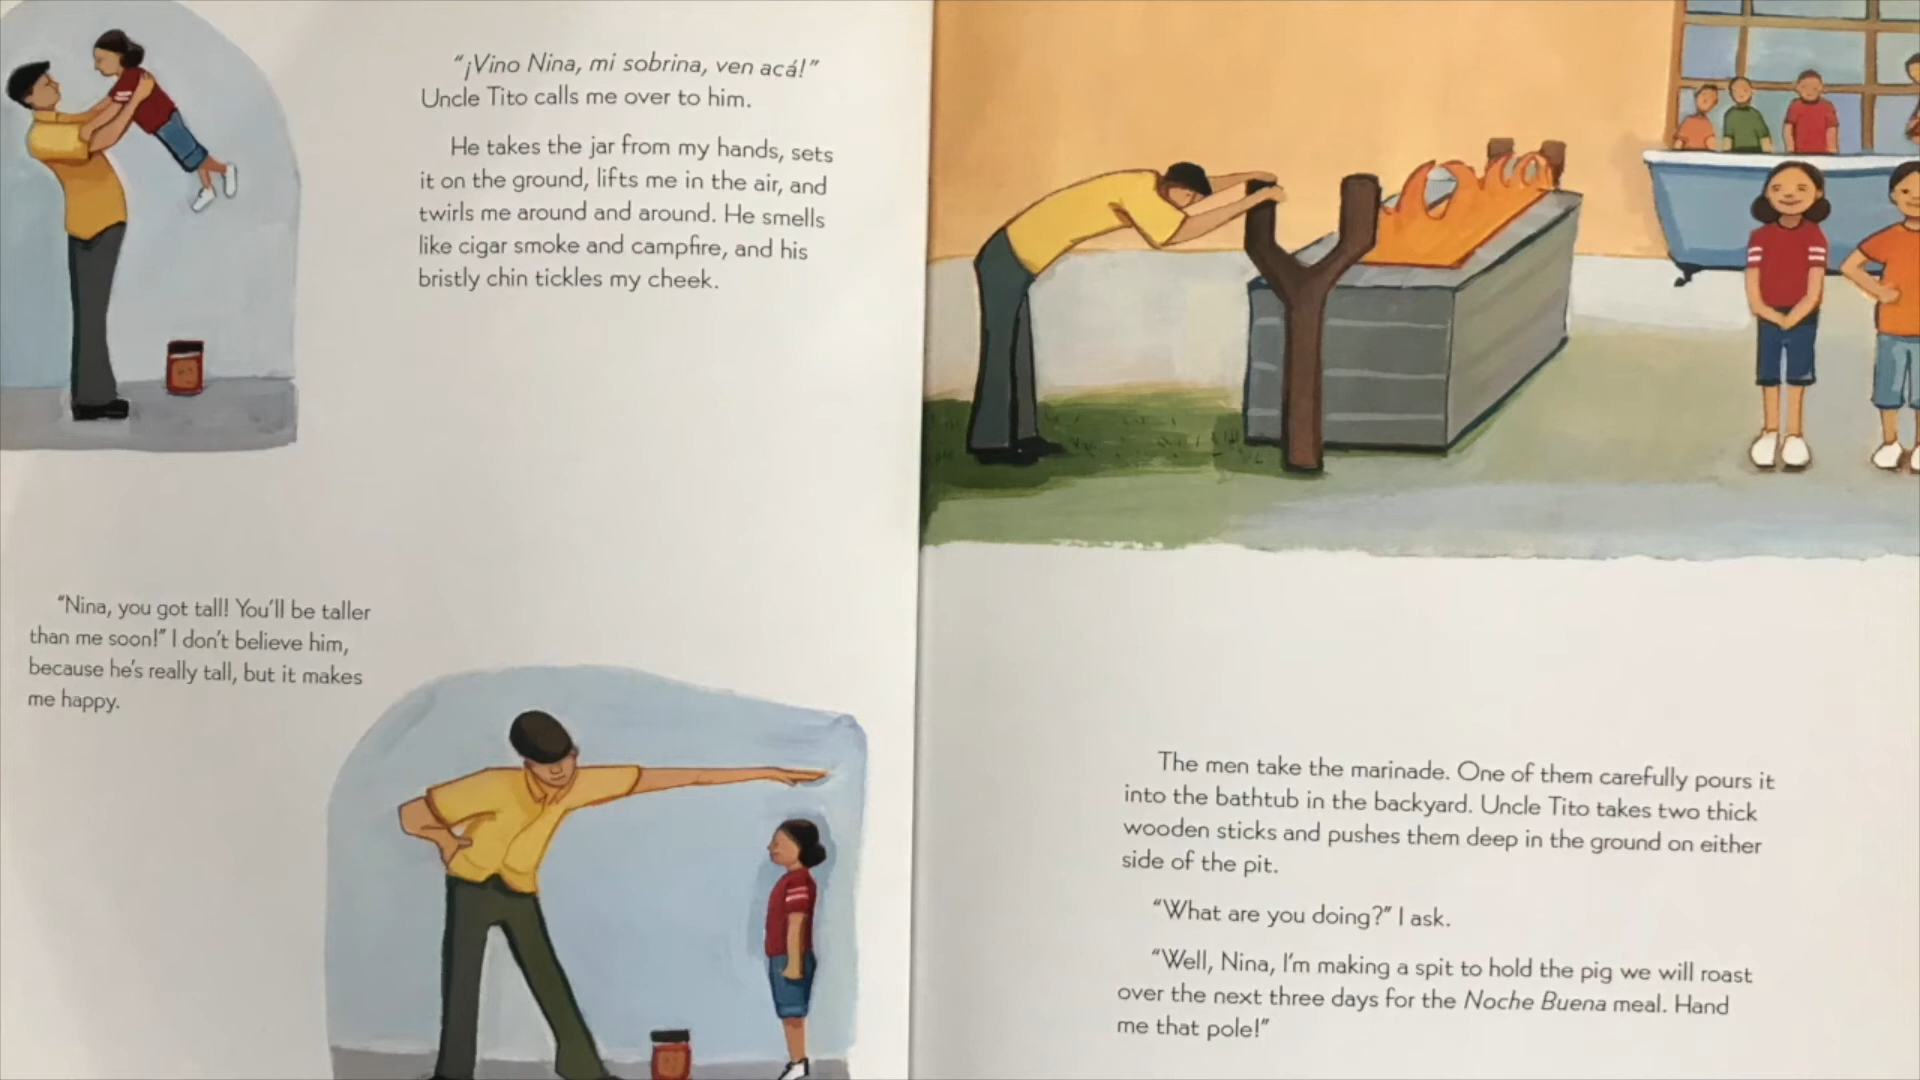 “¡Vino Nina, mi sobrina, ven acá!”
Uncle Tito calls me over to him.
He takes the jar from my hands, sets
it on the ground, lifts me in the air, and
twirls me around and around. He smells
like cigar smoke and campfire, and his
bristly chin tickles my cheek.
“Nina, you got tall! You’ll be taller
than me soon!” I don’t believe him,
because he’s really tall, but it makes
me happy.
The men take the marinade. One of them carefully pours it
into the bathtub in the backyard. Uncle Tito takes two thick
wooden sticks and pushes them deep in the ground on either
side of the pit.
“What are you doing?” I ask.
“Well, Nina, I’m making a spit to hold the pig we will roast
over the next three days for the Noche Buena meal. Hand
me that pole!”